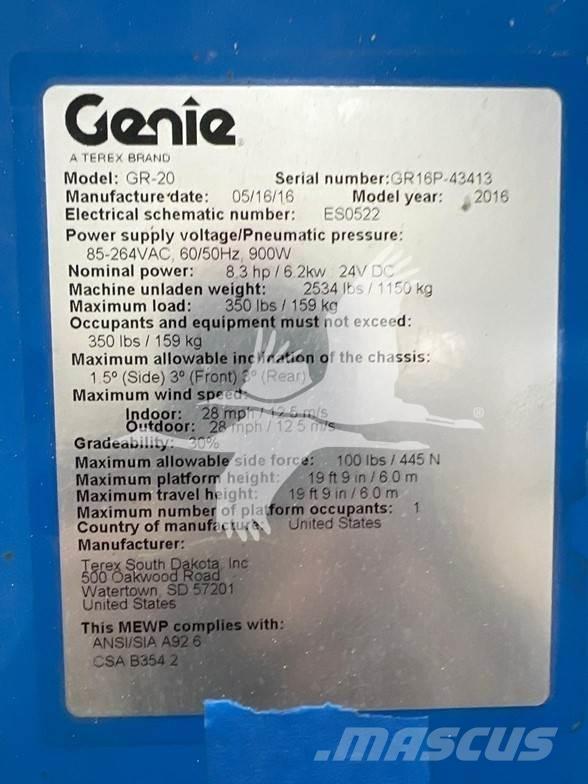 Genie
A TEREX BRAND
Model: GR-20 Serial number:GR16P-43413
Manufacture date: 05/16/16 Model year: 2016
Electrical schematic number: ES0522
Power supply voltage/Pneumatic pressure:
85-264VAC, 60/50Hz, 900W
Nominal power: 8.3 hp / 6.2kw 24V DC
Machine unladen weight: 2534 lbs / 1150 kg
Maximum load: 350 lbs / 159 kg
Occupants and equipment must not exceed:
350 lbs / 159 kg
Maximum allowable inclination of the chassis:
1.5º (Side) 3º (Front) 3º (Rear)
Maximum wind speed:
Indoor: 28 mph / 12.5 m/s
Outdoor: 28 mph / 12.5 m/s
Gradeability: 30%
Maximum allowable side force: 100 lbs / 445 N
Maximum platform height: 19 ft 9 in / 6.0 m
Maximum travel height: 19 ft 9 in / 6.0 m
Maximum number of platform occupants: 1
Country of manufacture: United States
Manufacturer:
Terex South Dakota, Inc
500 Oakwood Road
Watertown, SD 57201
United States
This MEWP complies with:
ANSI/SIA A92.6
CSA B354.2
MASCUS